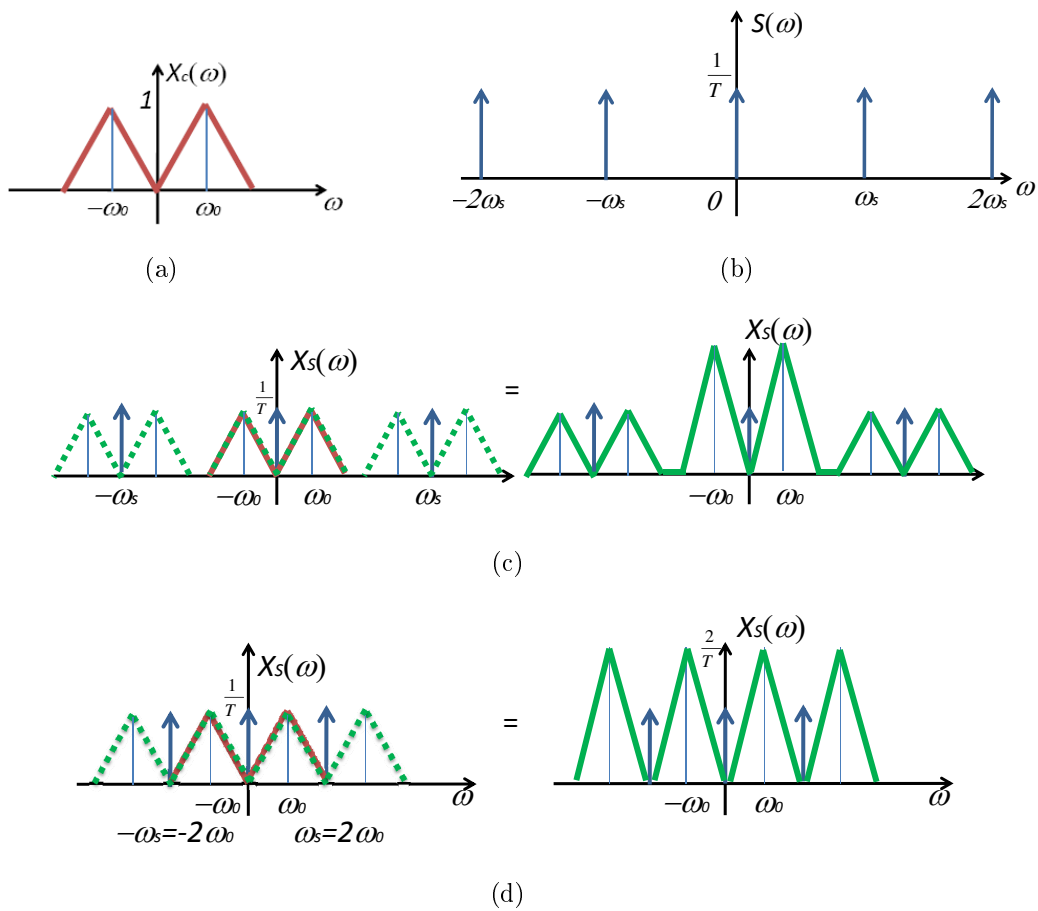 Xc(ω)
1
−ω0
ω0
ω
(a)
S(ω)
1/T
−2ωs
−ωs
0
ωs
2ωs
ω
(b)
XS(ω)
1/T
−ωs
−ω0
ω0
ωs
=
XS(ω)
−ω0
ω0
(c)
XS(ω)
1/T
−ω0
ω0
ω
−ωs=-2ω0
ωs=2ω0
=
XS(ω)
2/T
−ω0
ω0
ω
(d)